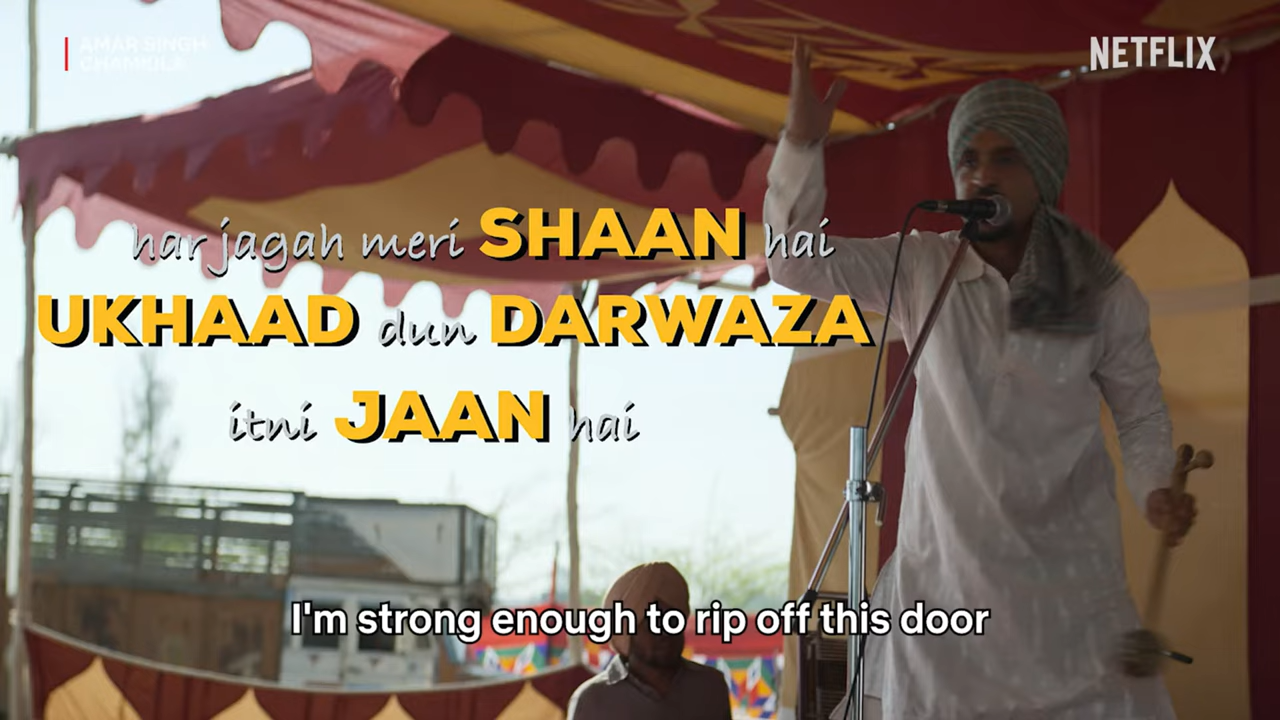 AMAR SINGH
CHAMKILA
NETFLIX
har jagah meri SHAAN hai
UKHAAD dun DARWAZA
itni JAAN hai
I'm strong enough to rip off this door